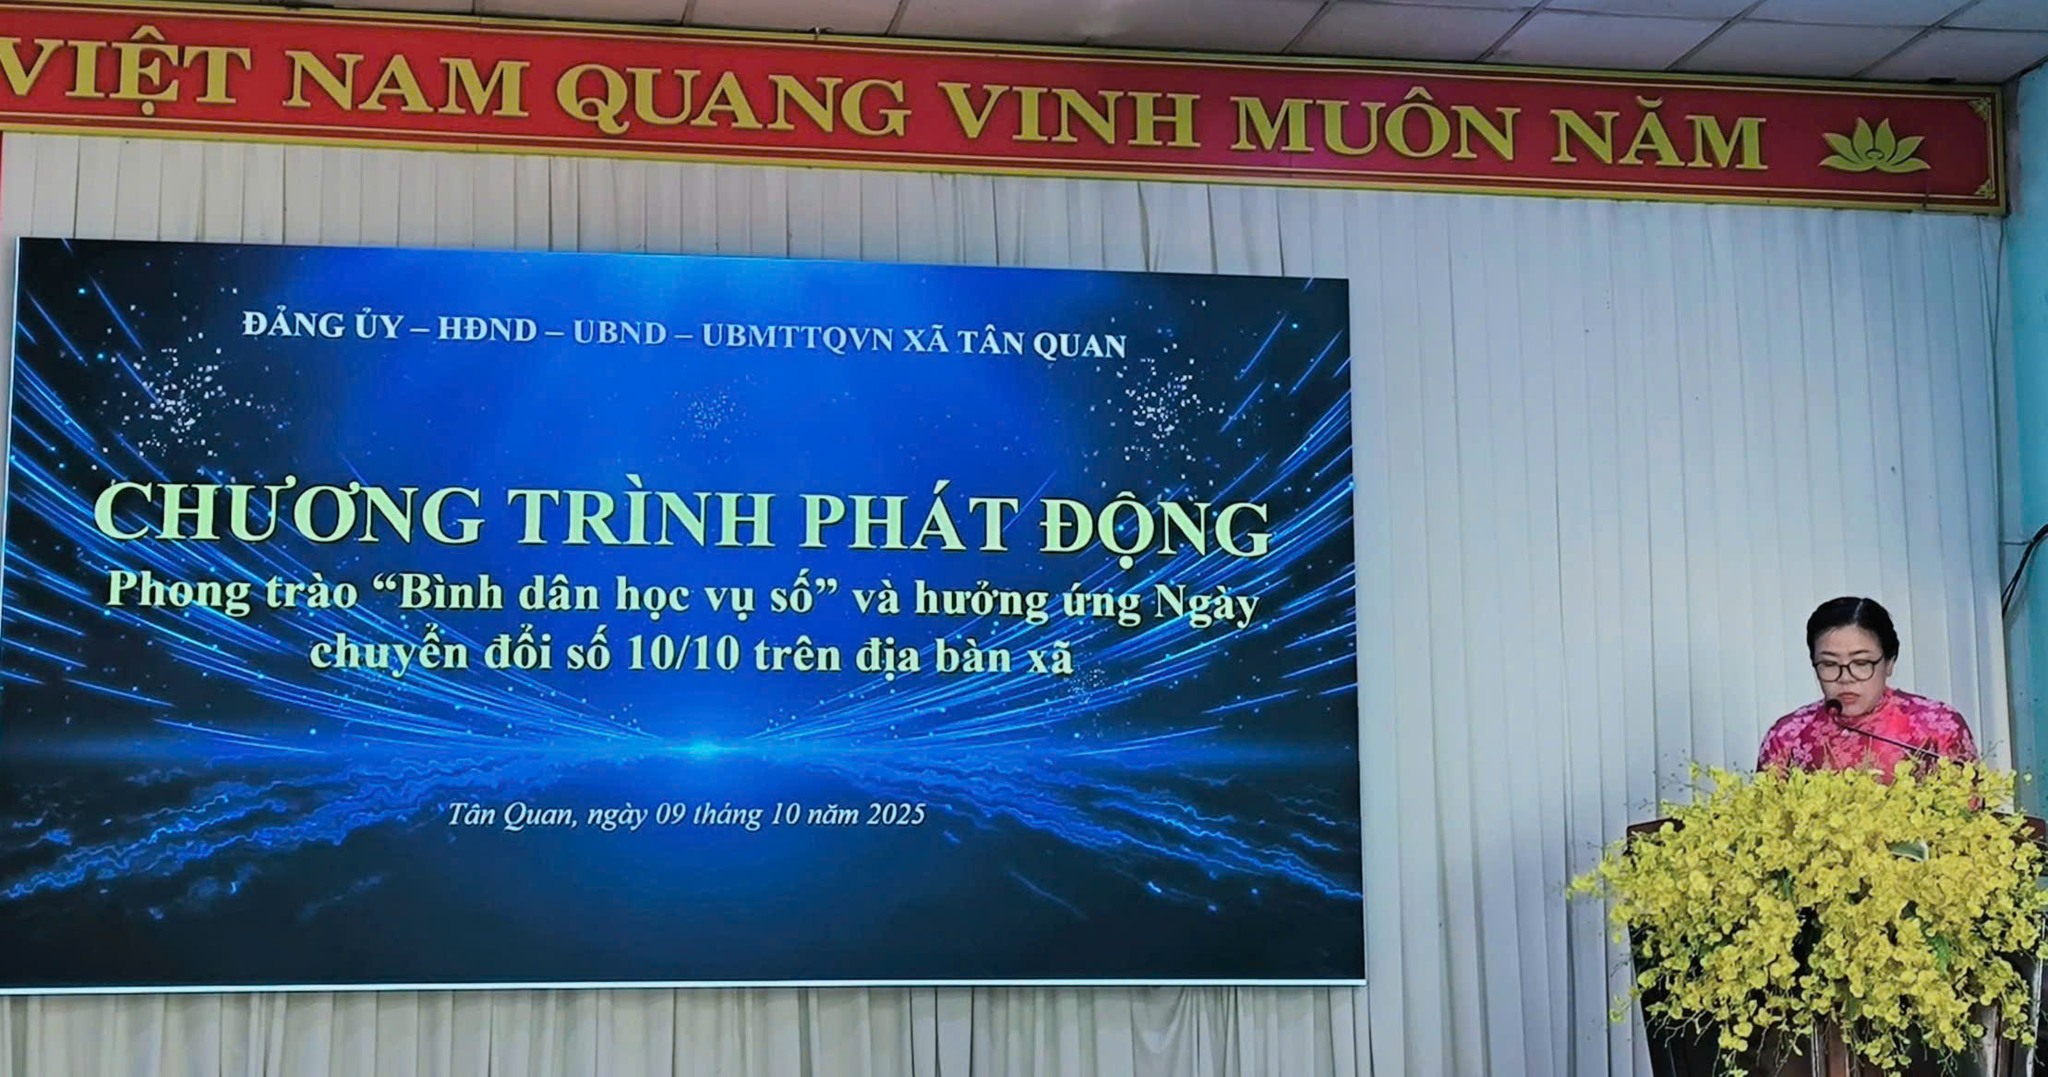 VIỆT NAM QUANG VINH MUÔN NĂM
ĐẢNG ỦY – HĐND – UBND – UBMTTQVN XÃ TÂN QUAN
CHƯƠNG TRÌNH PHÁT ĐỘNG
Phong trào “Bình dân học vụ số” và hưởng ứng Ngày
chuyển đổi số 10/10 trên địa bàn xã
Tân Quan, ngày 09 tháng 10 năm 2025